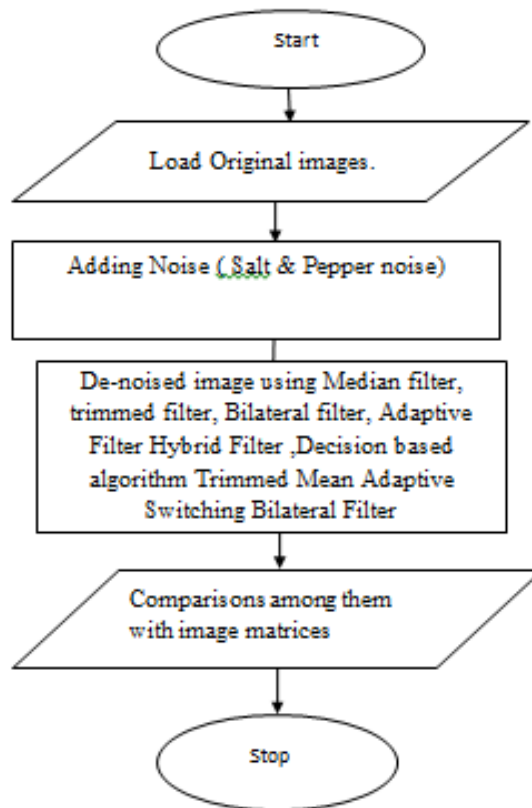 Start
Load Original images.
Adding Noise ( Salt & Pepper noise)
De-noised image using Median filter,
trimmed filter, Bilateral filter, Adaptive
Filter Hybrid Filter ,Decision based
algorithm Trimmed Mean Adaptive
Switching Bilateral Filter
Comparisons among them
with image matrices
Stop